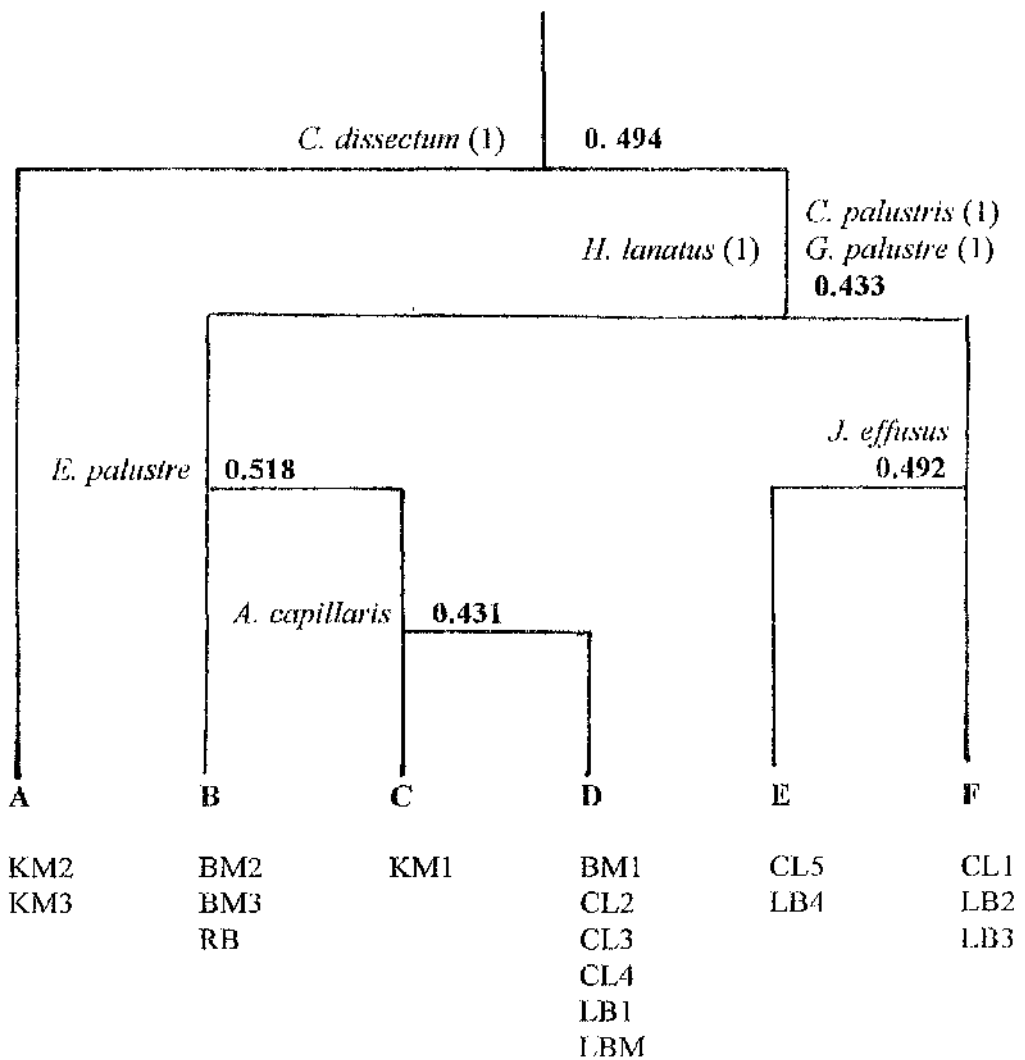 C. dissectum (1) 0. 494
C. palustris (1)
H. lanatus (1) G. palustre (1)
0.433
J. effusus
E. palustre 0.518 0.492
A. capillaris 0.431
A B C D E F
KM2 BM2 KM1 BM1 CL5 CL1
KM3 BM3 CL2 LB4 LB2
RB CL3 LB3
CL4
LB1
LBM